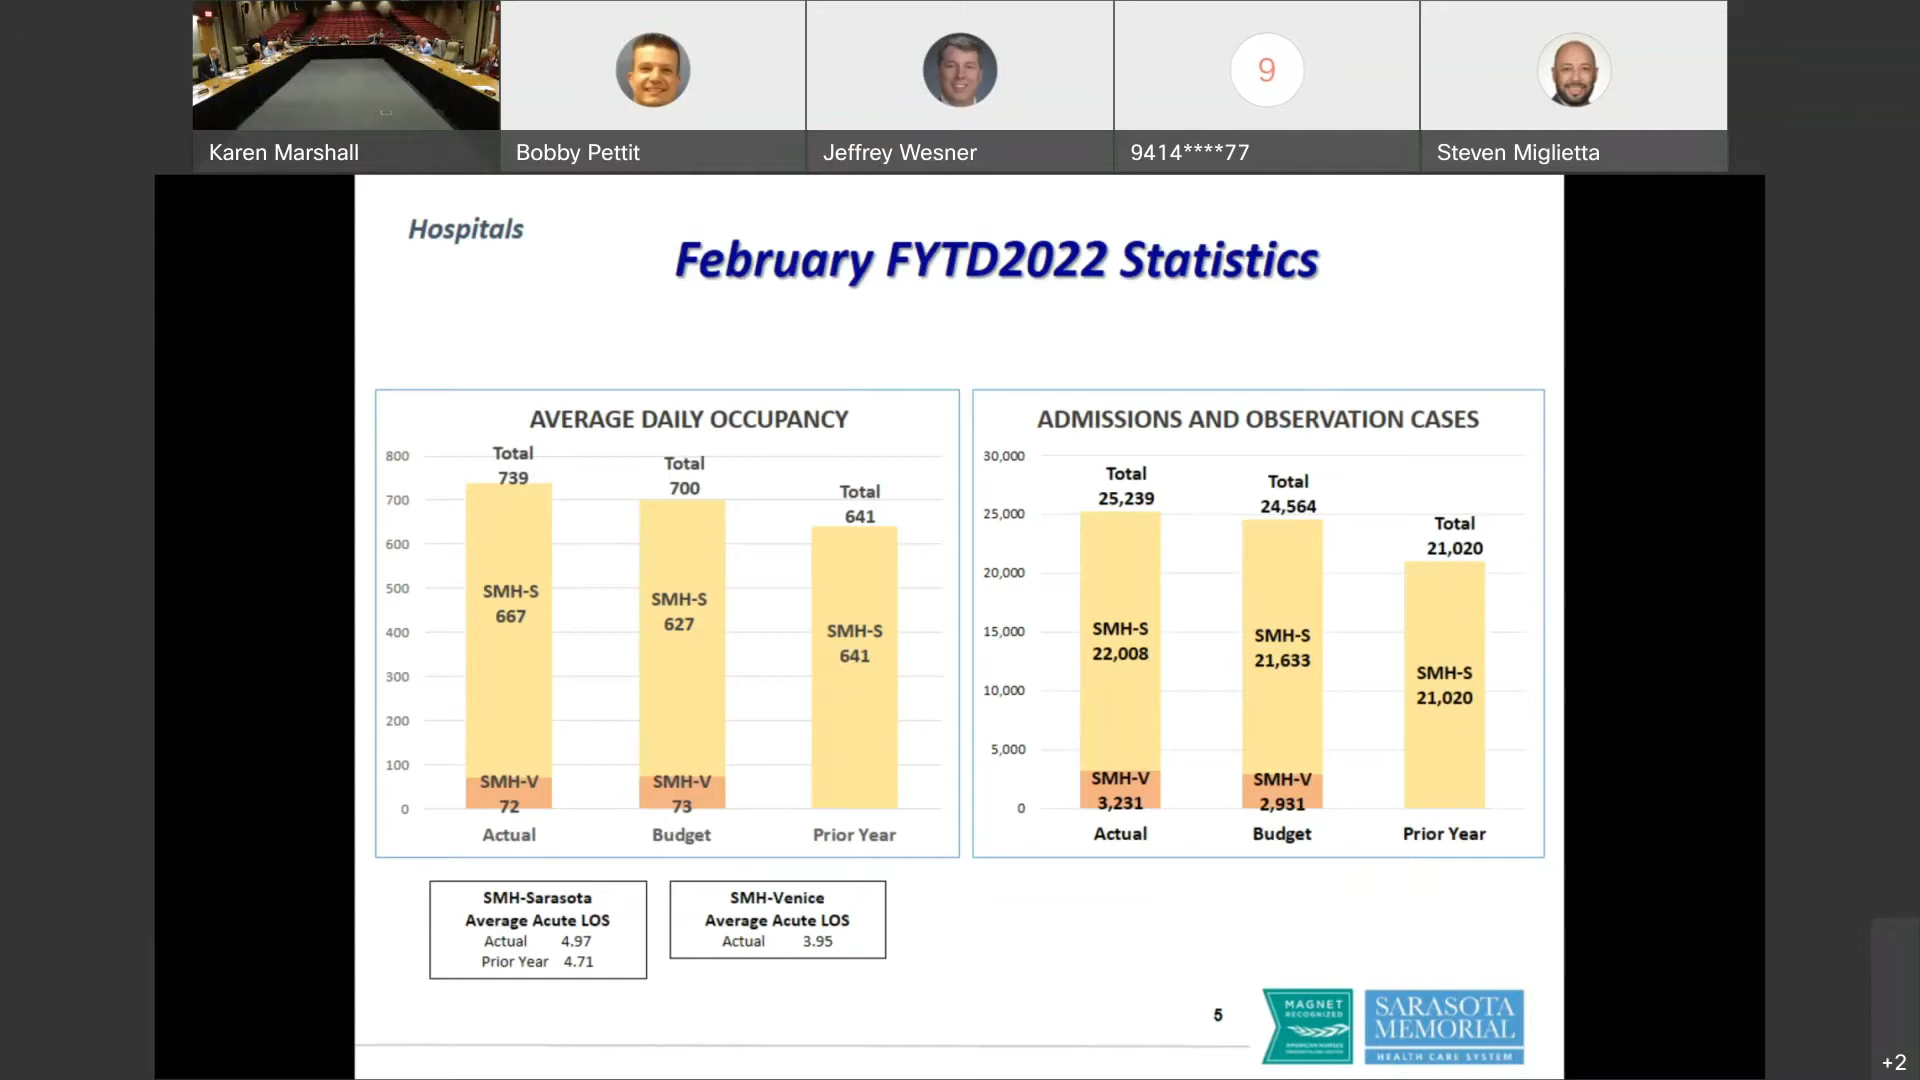 9
Karen Marshall
Bobby Pettit
Jeffrey Wesner
9414****77
Steven Miglietta
Hospitals
February FYTD2022 Statistics
AVERAGE DAILY OCCUPANCY
800
700
600
500
400
300
200
100
0
Total
739
SMH-S
667
SMH-V
72
Actual
Total
700
SMH-S
627
SMH-V
73
Budget
Total
641
SMH-S
641
Prior Year
ADMISSIONS AND OBSERVATION CASES
30,000
25,000
20,000
15,000
10,000
5,000
0
Total
25,239
SMH-S
22,008
SMH-V
3,231
Actual
Total
24,564
SMH-S
21,633
SMH-V
2,931
Budget
Total
21,020
SMH-S
21,020
Prior Year
SMH-Sarasota
Average Acute LOS
Actual 4.97
Prior Year 4.71
SMH-Venice
Average Acute LOS
Actual 3.95
5
MAGNET
RECOGNIZED
AMERICAN NURSES
SARASOTA
MEMORIAL
HEALTH CARE SYSTEM
+2